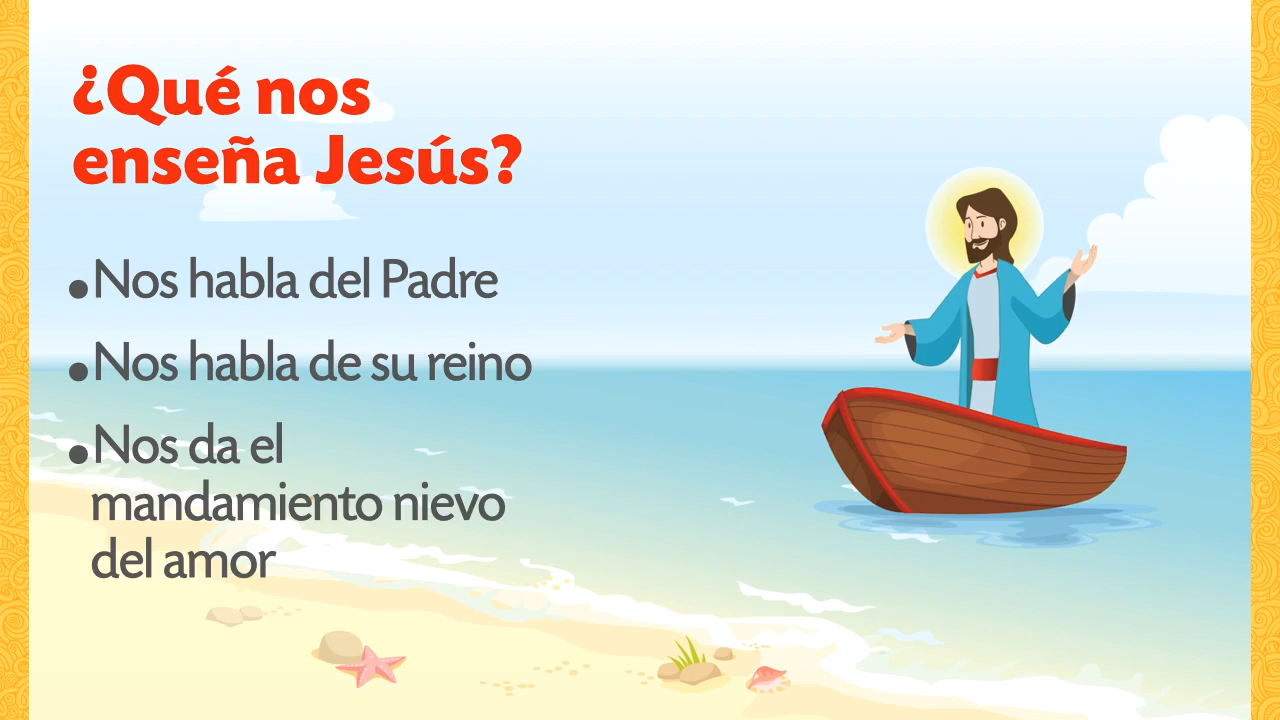 ¿Qué nos
enseña Jesús?
•Nos habla del Padre
•Nos habla de su reino
•Nos da el
mandamiento nievo
del amor